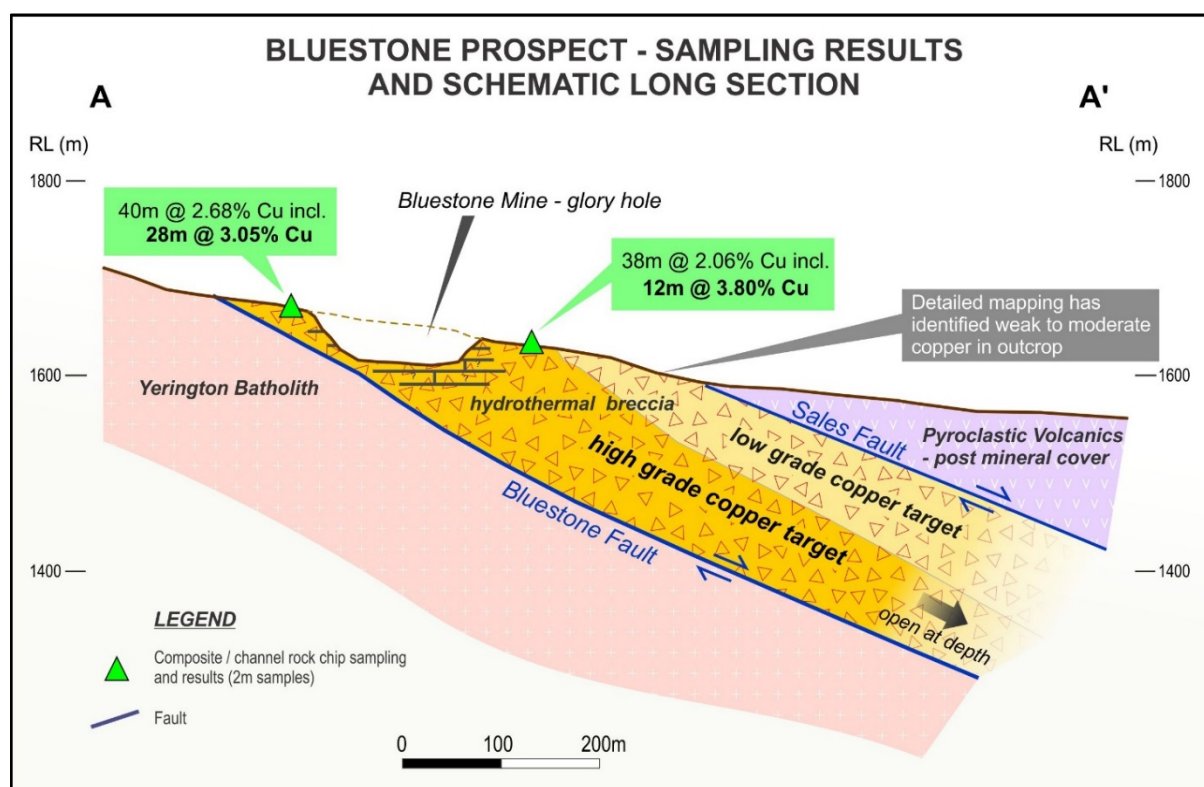 BLUESTONE PROSPECT - SAMPLING RESULTS
AND SCHEMATIC LONG SECTION
A
A'
RL (m)
RL (m)
1800
1800
40m @ 2.68% Cu incl.
28m @ 3.05% Cu
Bluestone Mine - glory hole
38m @ 2.06% Cu incl.
12m @ 3.80% Cu
Detailed mapping has
identified weak to moderate
copper in outcrop
1600
1600
Yerington Batholith
hydrothermal breccia
high grade copper target
low grade copper target
Sales Fault
Pyroclastic Volcanics
- post mineral cover
Bluestone Fault
1400
1400
open at depth
LEGEND
Composite / channel rock chip sampling
and results (2m samples)
Fault
0
100
200m